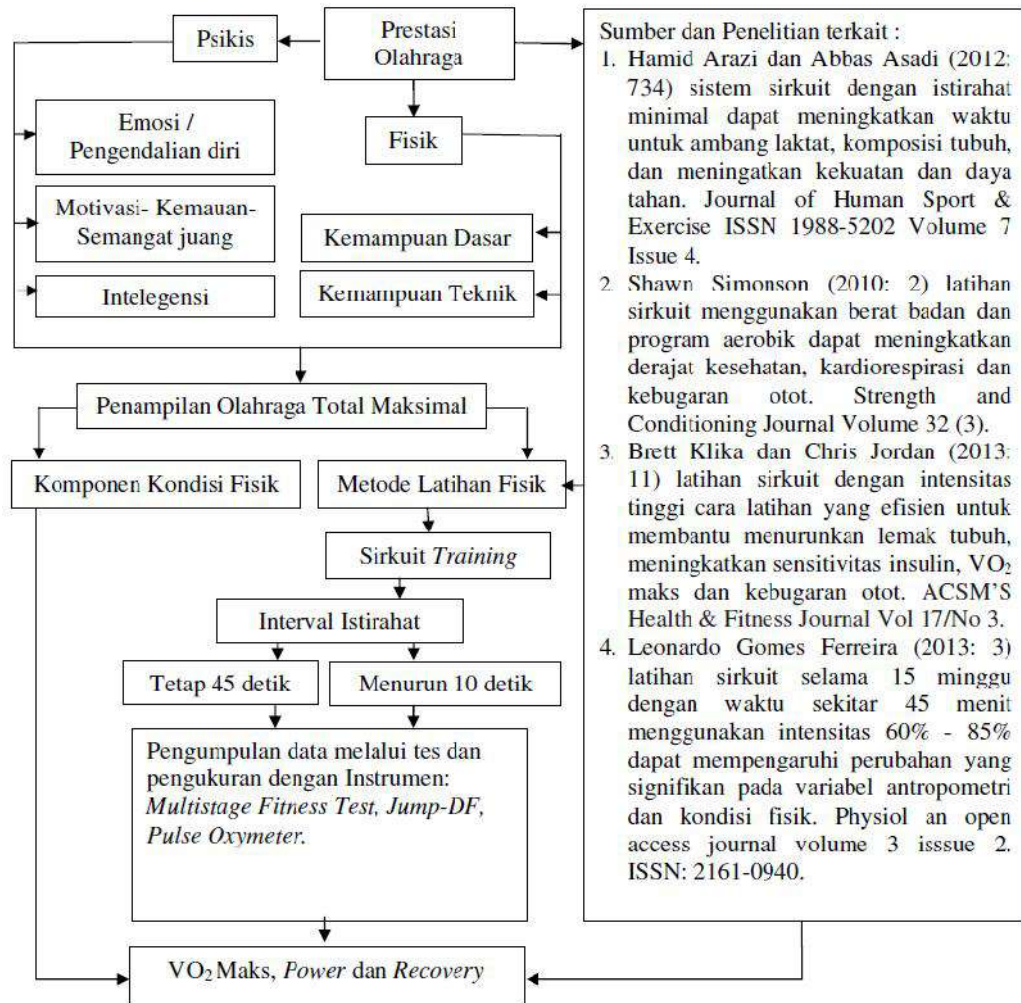 Psikis
Prestasi
Olahraga
Fisik
Emosi /
Pengendalian diri
Motivasi- Kemauan-
Semangat juang
Intelegensi
Kemampuan Dasar
Kemampuan Teknik
Penampilan Olahraga Total Maksimal
Komponen Kondisi Fisik
Metode Latihan Fisik
Sirkuit Training
Interval Istirahat
Tetap 45 detik
Menurun 10 detik
Pengumpulan data melalui tes dan
pengukuran dengan Instrumen:
Multistage Fitness Test, Jump-DF,
Pulse Oxymeter.
VO₂ Maks, Power dan Recovery
Sumber dan Penelitian terkait :
1. Hamid Arazi dan Abbas Asadi (2012:
734) sistem sirkuit dengan istirahat
minimal dapat meningkatkan waktu
untuk ambang laktat, komposisi tubuh,
dan meningatkan kekuatan dan daya
tahan. Journal of Human Sport &
Exercise ISSN 1988-5202 Volume 7
Issue 4.
2. Shawn Simonson (2010: 2) latihan
sirkuit menggunakan berat badan dan
program aerobik dapat meningkatkan
derajat kesehatan, kardiorespirasi dan
kebugaran otot. Strength and
Conditioning Journal Volume 32 (3).
3. Brett Klika dan Chris Jordan (2013:
11) latihan sirkuit dengan intensitas
tinggi cara latihan yang efisien untuk
membantu menurunkan lemak tubuh,
meningkatkan sensitivitas insulin, VO₂
maks dan kebugaran otot. ACSM'S
Health & Fitness Journal Vol 17/No 3.
4. Leonardo Gomes Ferreira (2013: 3)
latihan sirkuit selama 15 minggu
dengan waktu sekitar 45 menit
menggunakan intensitas 60% - 85%
dapat mempengaruhi perubahan yang
signifikan pada variabel antropometri
dan kondisi fisik. Physiol an open
access journal volume 3 isssue 2.
ISSN: 2161-0940.